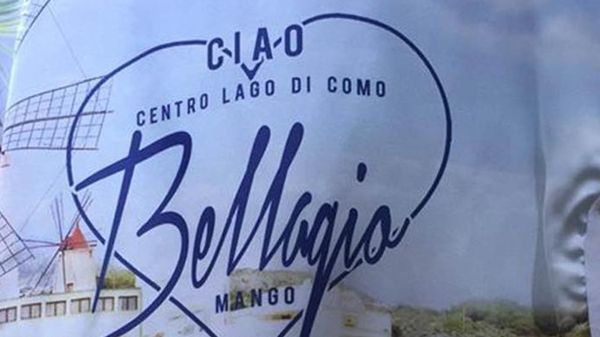 CIAO
CENTRO LAGO DI COMO
Bellagio
MANGO